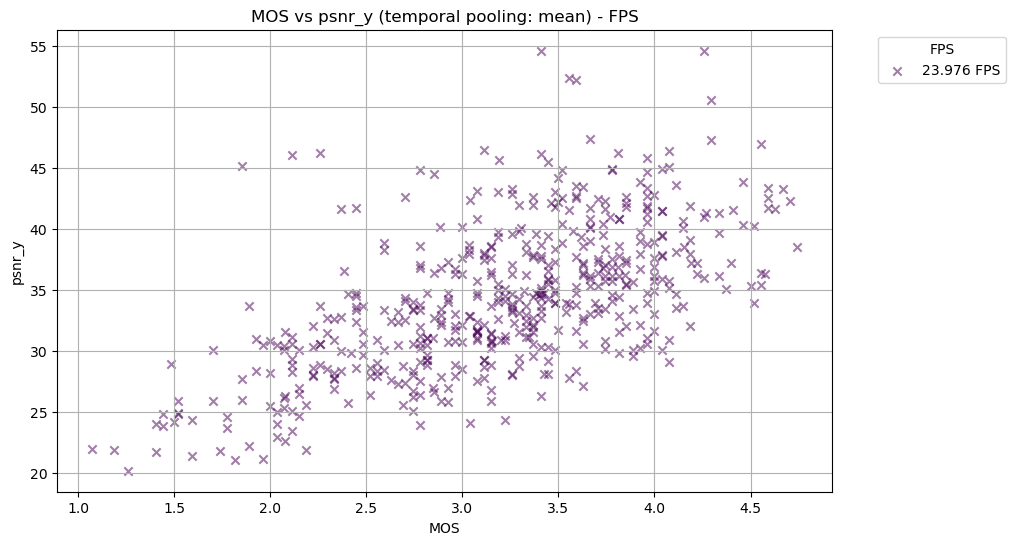 MOS vs psnr_y (temporal pooling: mean) - FPS
FPS
23.976 FPS
55
50
45
40
35
30
25
20
psnr_y
1.0 1.5 2.0 2.5 3.0 3.5 4.0 4.5
MOS